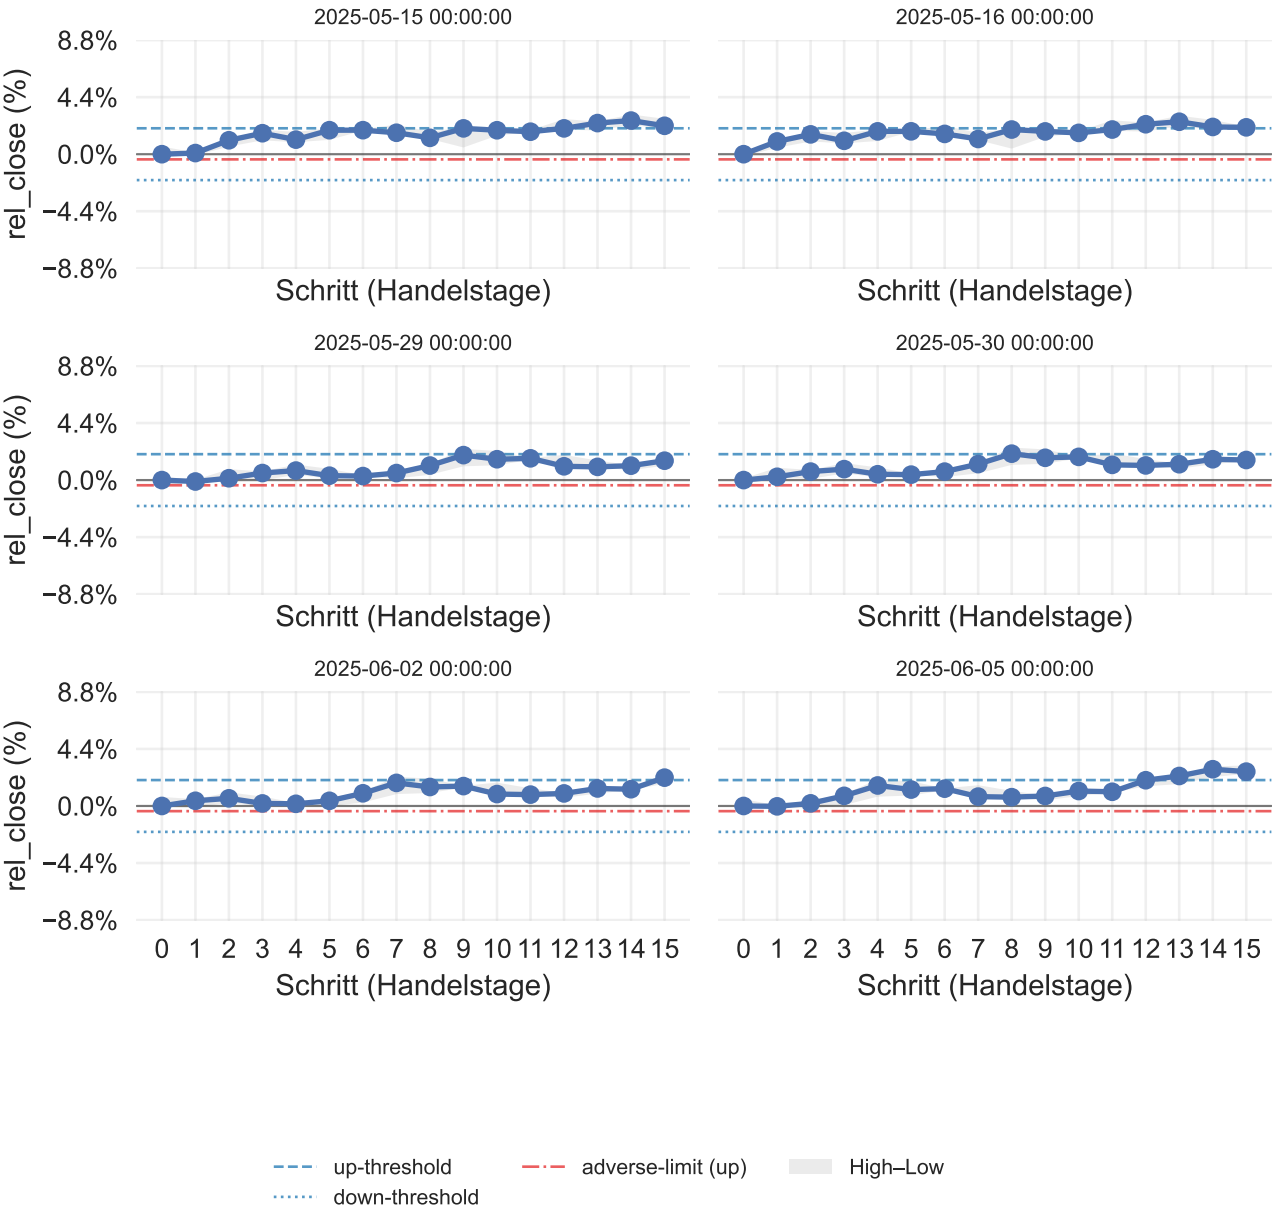 2025-05-15 00:00:00
2025-05-16 00:00:00
8.8%
4.4%
0.0%
−4.4%
−8.8%
rel_close (%)
Schritt (Handelstage)
Schritt (Handelstage)
2025-05-29 00:00:00
2025-05-30 00:00:00
8.8%
4.4%
0.0%
−4.4%
−8.8%
rel_close (%)
Schritt (Handelstage)
Schritt (Handelstage)
2025-06-02 00:00:00
2025-06-05 00:00:00
8.8%
4.4%
0.0%
−4.4%
−8.8%
rel_close (%)
0 1 2 3 4 5 6 7 8 9 10 11 12 13 14 15
0 1 2 3 4 5 6 7 8 9 10 11 12 13 14 15
Schritt (Handelstage)
Schritt (Handelstage)
up-threshold
adverse-limit (up)
High–Low
down-threshold